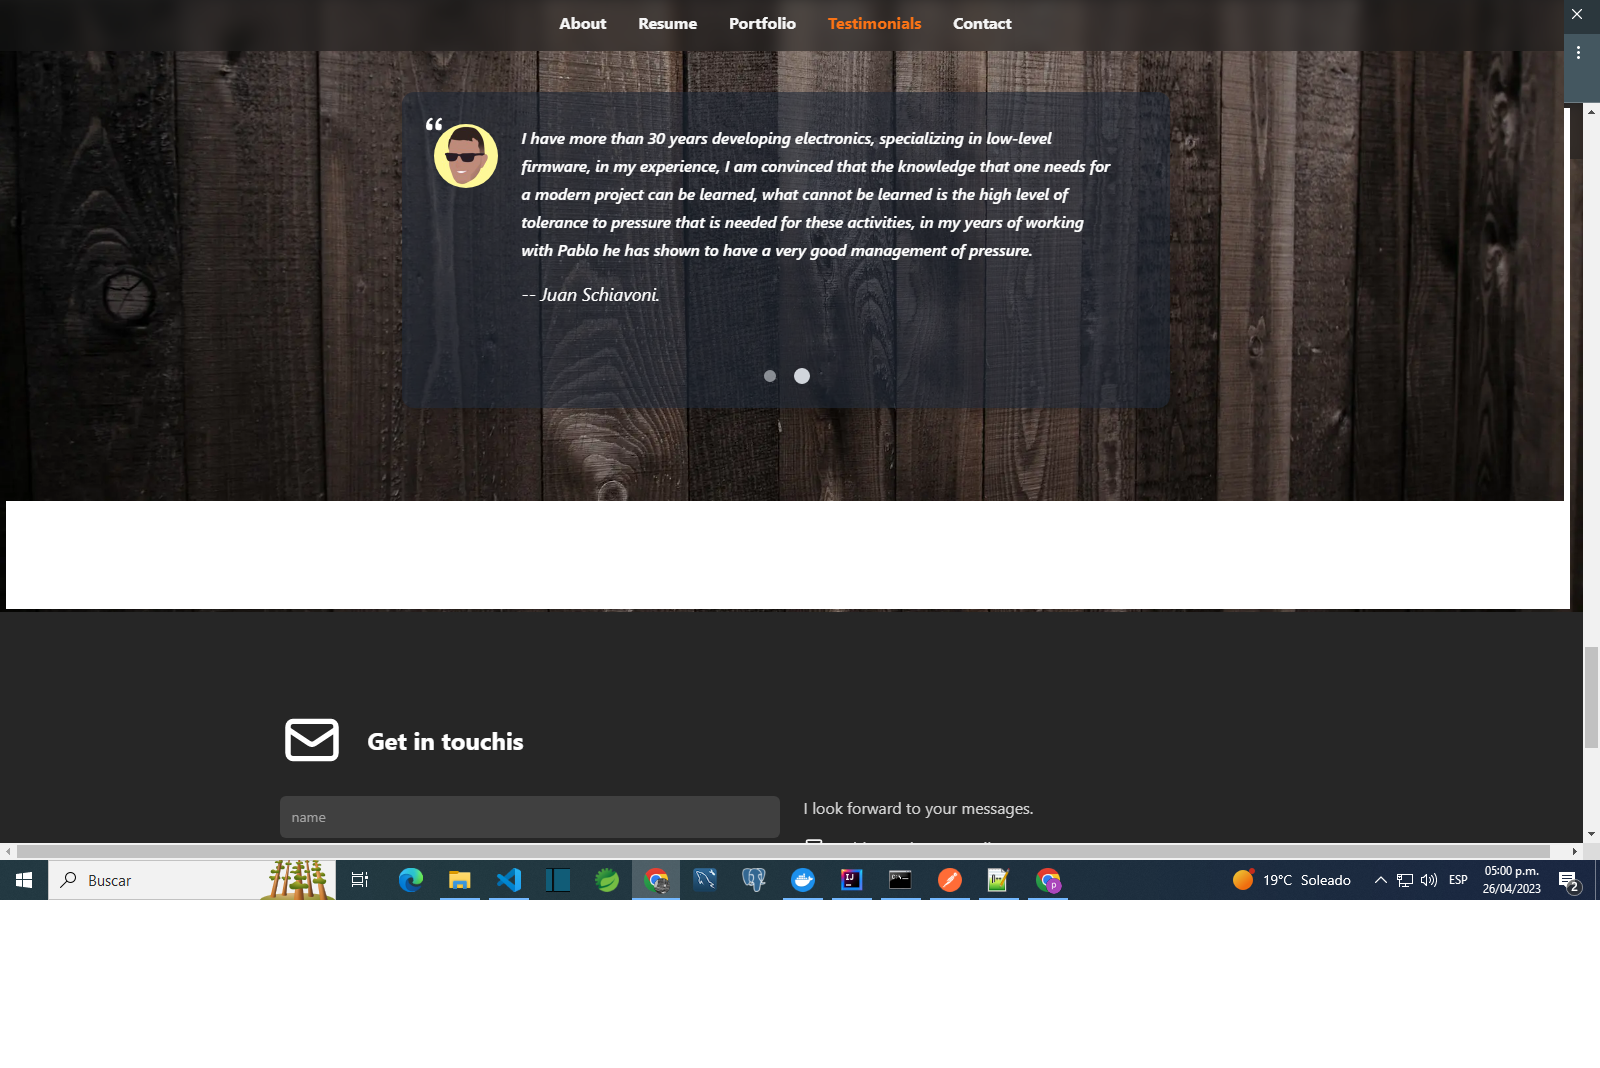 About Resume Portfolio Testimonials Contact
“
I have more than 30 years developing electronics, specializing in low-level
firmware, in my experience, I am convinced that the knowledge that one needs for
a modern project can be learned, what cannot be learned is the high level of
tolerance to pressure that is needed for these activities, in my years of working
with Pablo he has shown to have a very good management of pressure.
-- Juan Schiavoni.
Get in touchis
name
I look forward to your messages.
Buscar
19°C Soleado
ESP
05:00 p.m.
26/04/2023
2